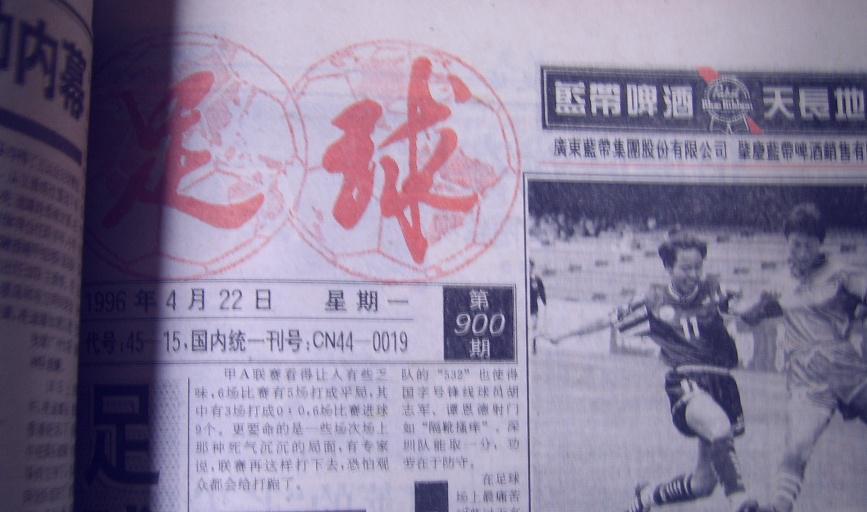 内幕
足球
藍帶啤酒 天長地
廣東藍帶集團股份有限公司 肇慶藍帶啤酒銷售有
1996年4月22日 星期一
代号:45—15,国内统一刊号:CN44—0019
第
900
期
11
足
甲A联赛看得让人有些乏
味,6场比赛有5场打成平局,其
中有3场打成0:0,6场比赛进球
9个。更要命的是一些场次场上
那种死气沉沉的局面,有专家
说,联赛再这样打下去,恐怕观
众都会给打跑了。
队的“532”也使得
国字号锋线球员胡
志军、谭恩德射门
如“隔靴搔痒”。深
圳队能取一分,功
劳在于防守。
在足球
场上最痛苦